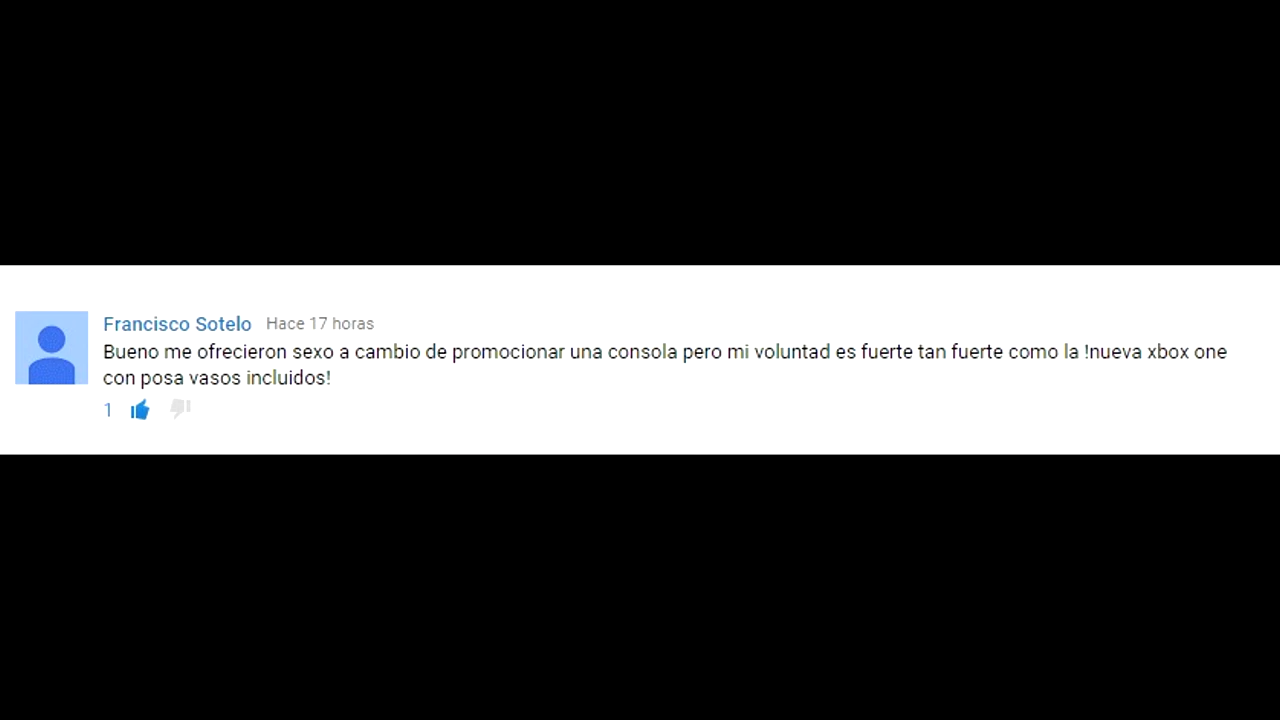 Francisco Sotelo Hace 17 horas
Bueno me ofrecieron sexo a cambio de promocionar una consola pero mi voluntad es fuerte tan fuerte como la !nueva xbox one
con posa vasos incluidos!
1